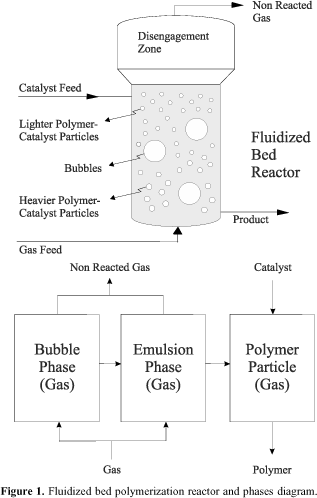 Non Reacted
Gas
Disengagement
Zone
Catalyst Feed
Lighter Polymer-
Catalyst Particles
Bubbles
Fluidized
Bed
Reactor
Heavier Polymer-
Catalyst Particles
Product
Gas Feed
Non Reacted Gas
Catalyst
Bubble
Phase
(Gas)
Emulsion
Phase
(Gas)
Polymer
Particle
(Gas)
Gas
Polymer
Figure 1. Fluidized bed polymerization reactor and phases diagram.